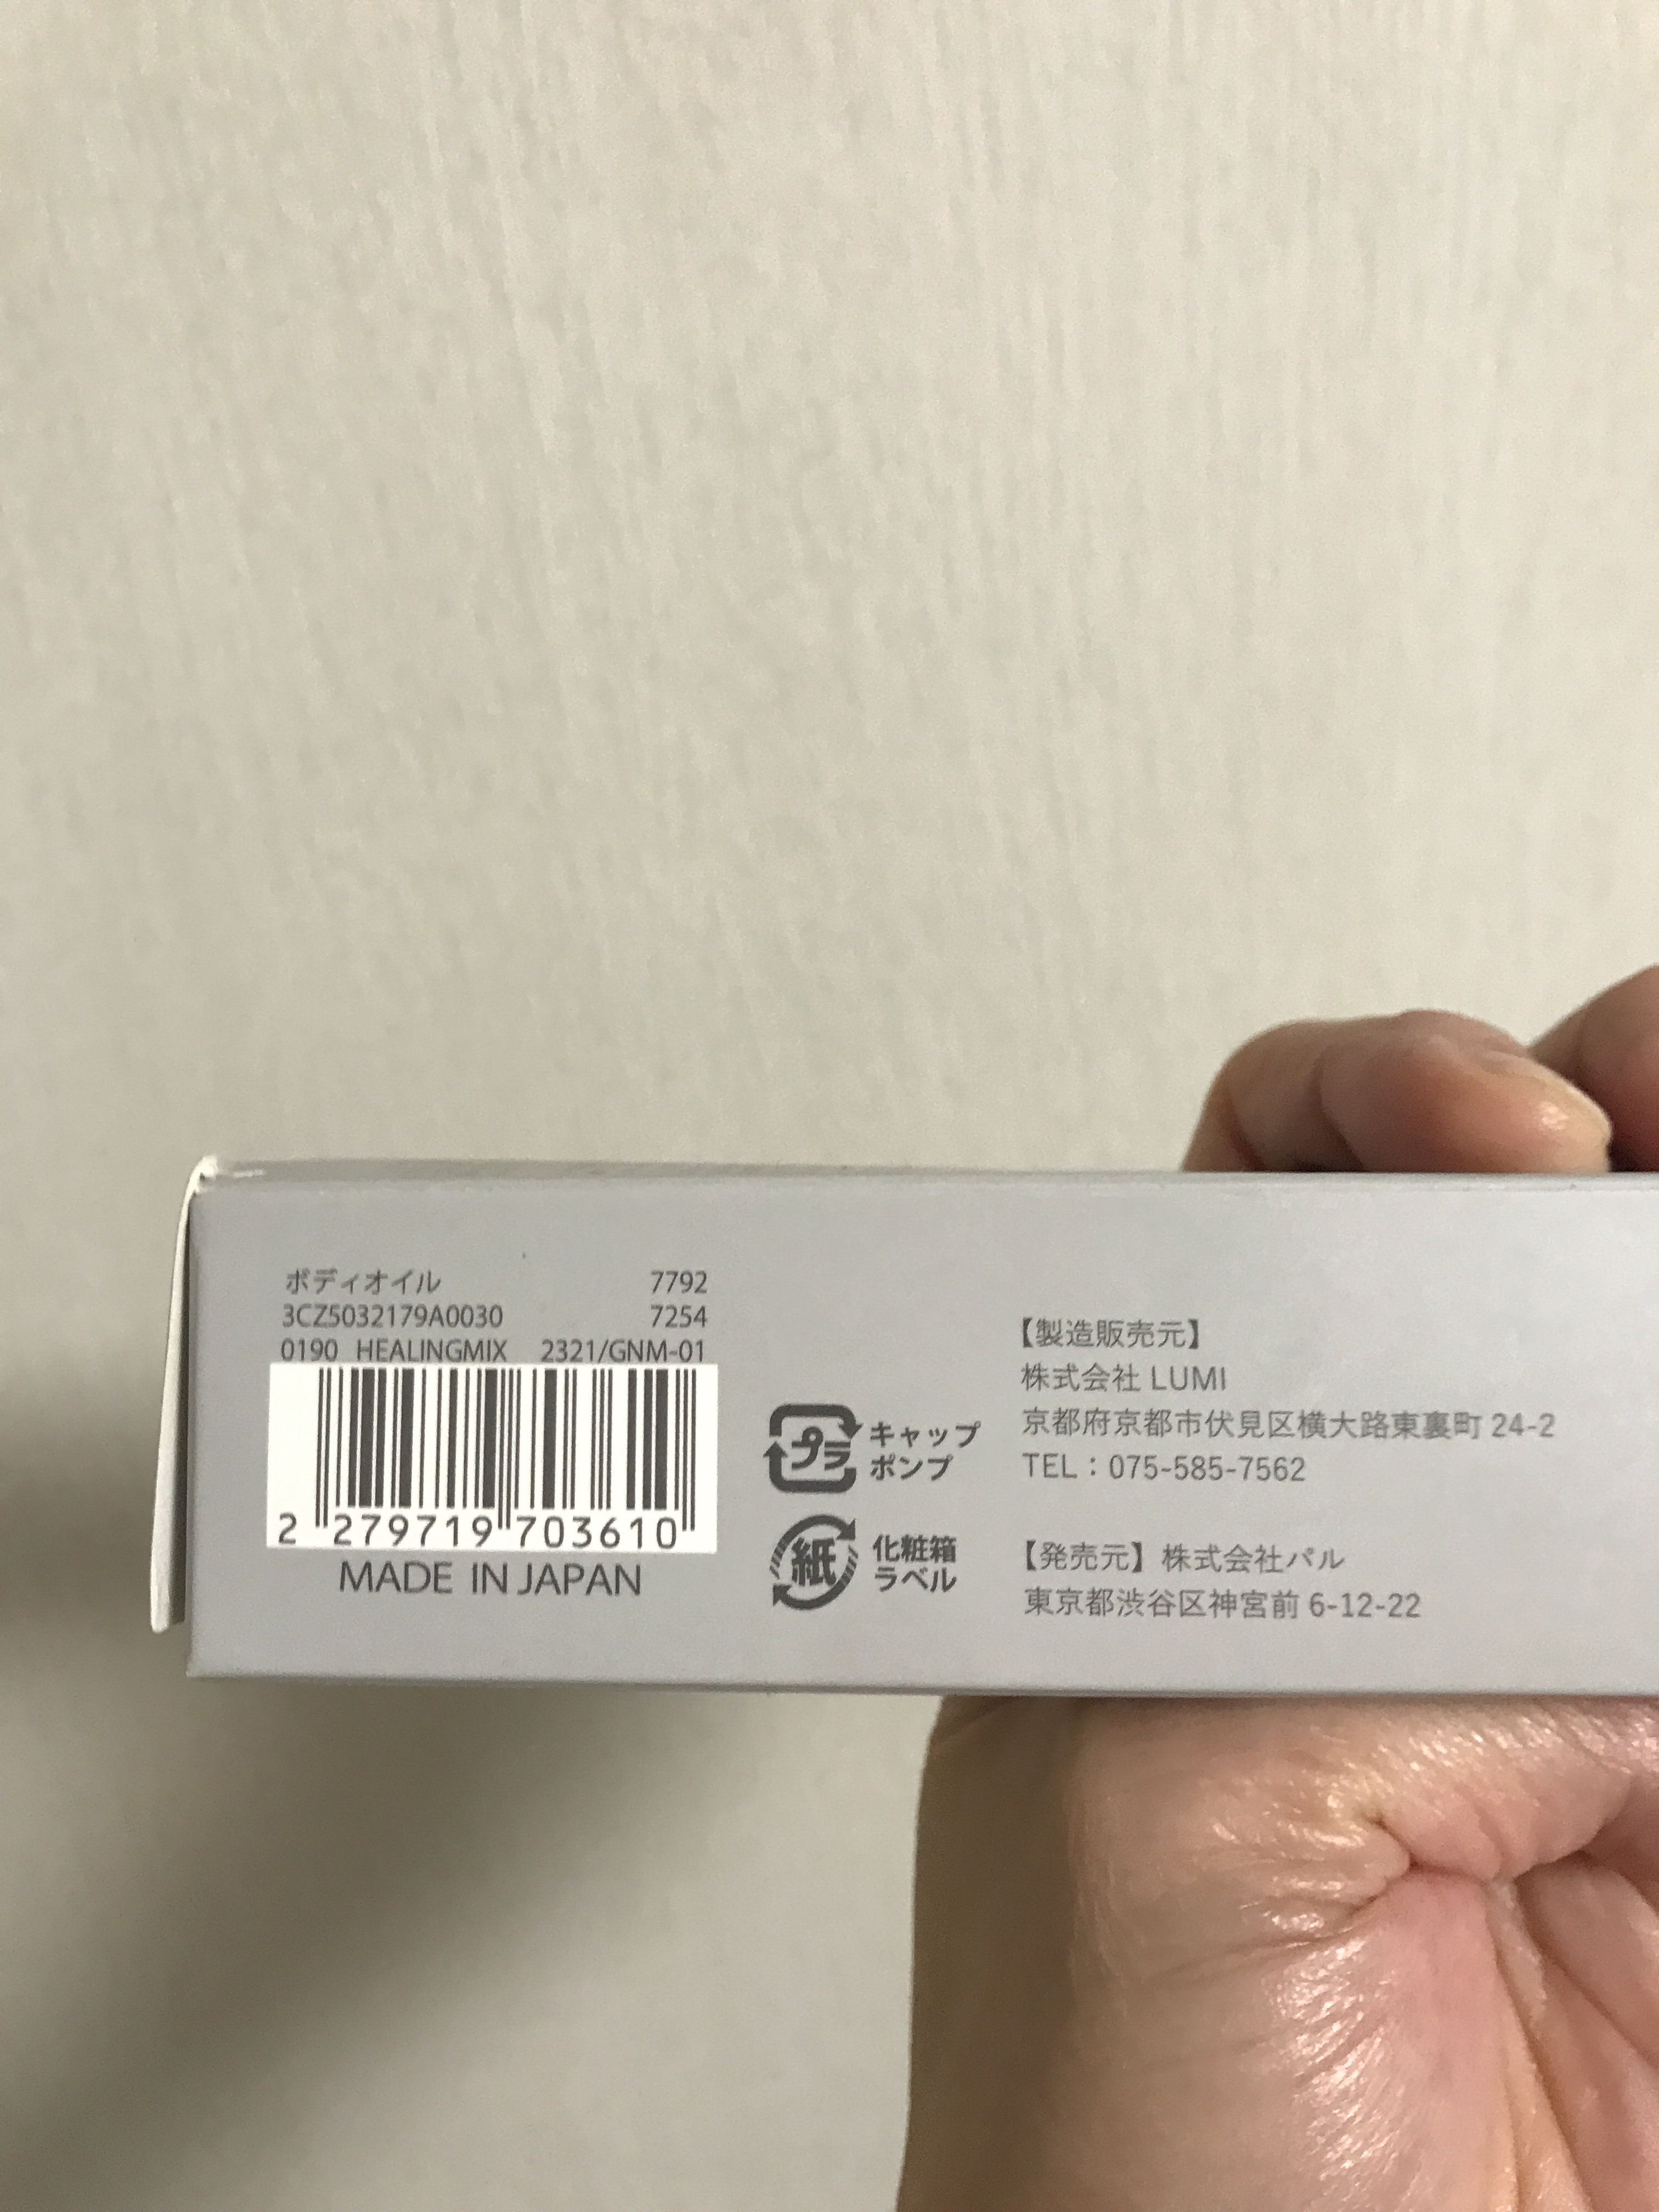 ボディオイル 7792
3CZ5032179A0030 7254
0190 HEALINGMIX 2321/GNM-01
2 279719 703610
MADE IN JAPAN
プラ
キャップ
ポンプ
紙
化粧箱
ラベル
【製造販売元】
株式会社 LUMI
京都府京都市伏見区横大路東裏町 24-2
TEL：075-585-7562
【発売元】株式会社パル
東京都渋谷区神宮前 6-12-22